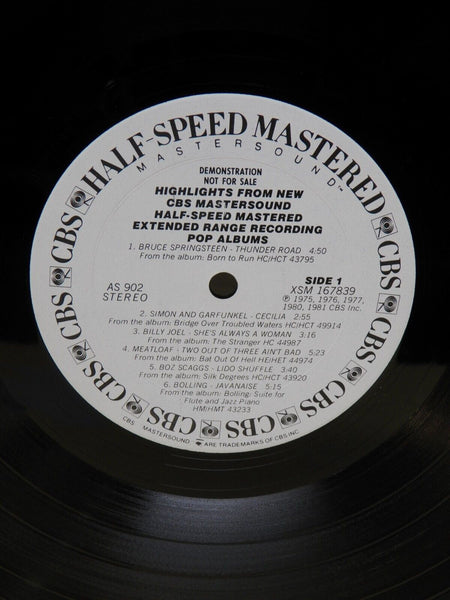 HALF-SPEED MASTERED
MASTERSOUND™
DEMONSTRATION
NOT FOR SALE
HIGHLIGHTS FROM NEW
CBS MASTERSOUND
HALF-SPEED MASTERED
EXTENDED RANGE RECORDING
POP ALBUMS
1. BRUCE SPRINGSTEEN - THUNDER ROAD 4:50
From the album: Born to Run HC/HCT 43795
AS 902
STEREO
SIDE 1
XSM 167839
Ⓟ 1975, 1976, 1977,
1980, 1981 CBS Inc.
2. SIMON AND GARFUNKEL - CECILIA 2:55
From the album: Bridge Over Troubled Waters HC/HCT 49914
3. BILLY JOEL - SHE'S ALWAYS A WOMAN 3:16
From the album: The Stranger HC 44987
4. MEATLOAF - TWO OUT OF THREE AIN'T BAD 5:23
From the album: Bat Out Of Hell HE/HET 44974
5. BOZ SCAGGS - LIDO SHUFFLE 3:40
From the album: Silk Degrees HC/HCT 43920
6. BOLLING - JAVANAISE 5:15
From the album: Bolling: Suite for
Flute and Jazz Piano
HM/HMT 43233
CBS MASTERSOUND, ARE TRADEMARKS OF CBS INC.
CBS
CBS
CBS
CBS
CBS
CBS
CBS
CBS